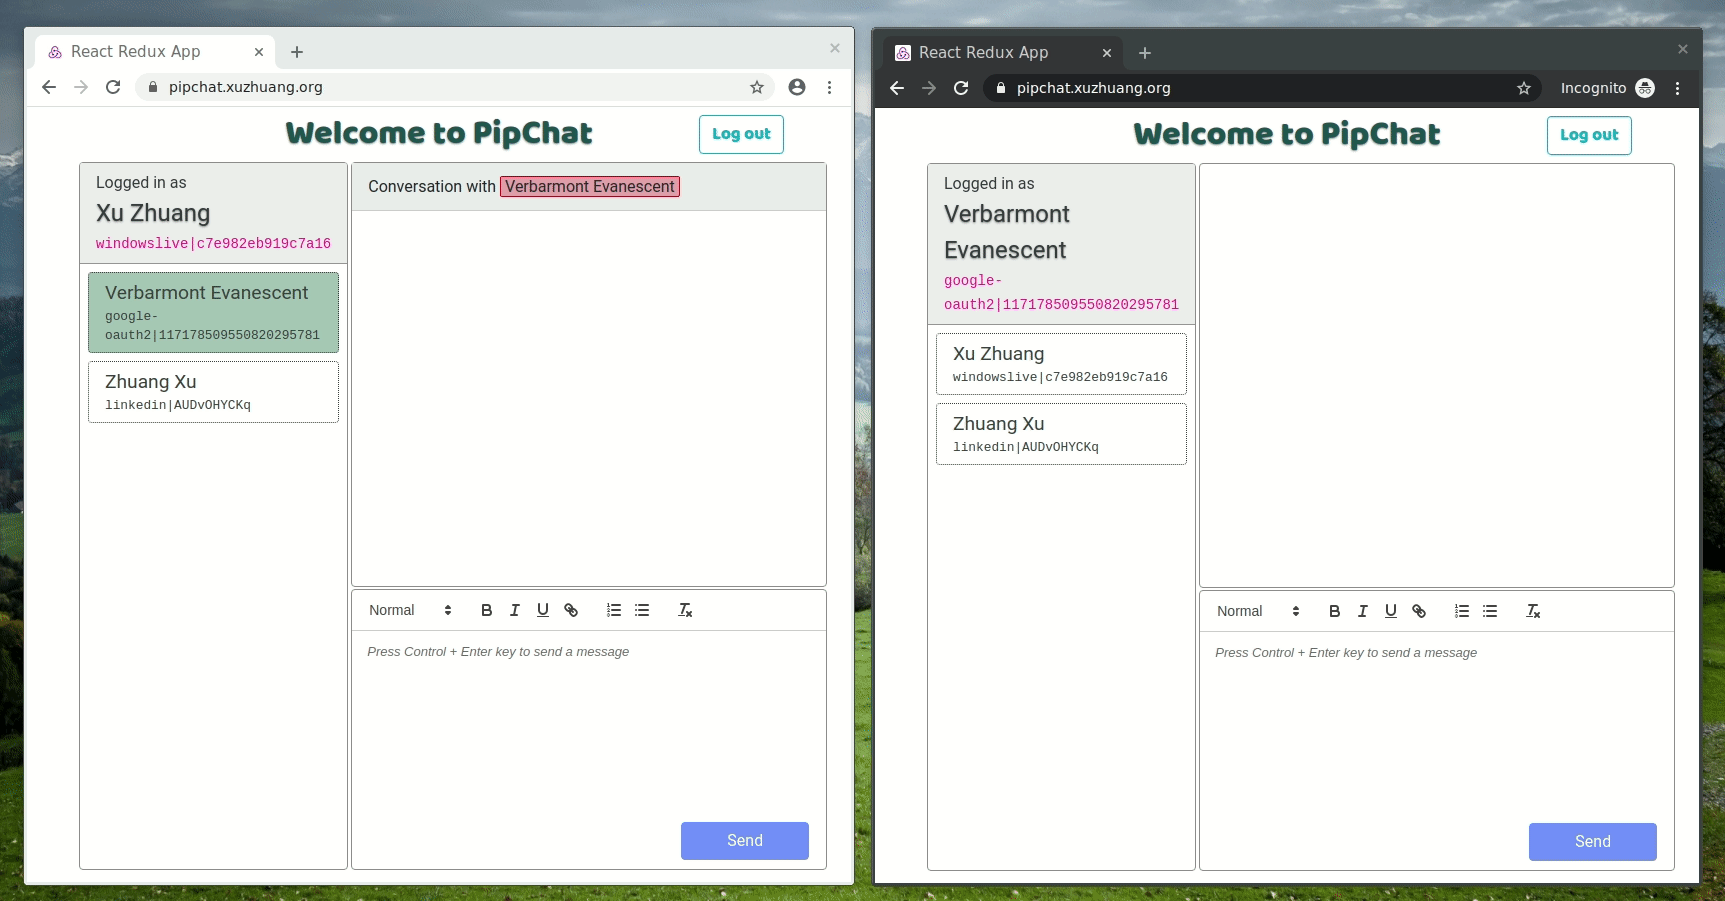 React Redux App
pipchat.xuzhuang.org
Welcome to PipChat
Log out
Logged in as
Xu Zhuang
windowslive|c7e982eb919c7a16
Verbarmont Evanescent
google-
oauth2|117178509550820295781
Zhuang Xu
linkedin|AUDvOHYCKq
Conversation with Verbarmont Evanescent
Normal
B I U
Press Control + Enter key to send a message
Send
React Redux App
pipchat.xuzhuang.org
Incognito
Welcome to PipChat
Log out
Logged in as
Verbarmont
Evanescent
google-
oauth2|117178509550820295781
Xu Zhuang
windowslive|c7e982eb919c7a16
Zhuang Xu
linkedin|AUDvOHYCKq
Normal
B I U
Press Control + Enter key to send a message
Send